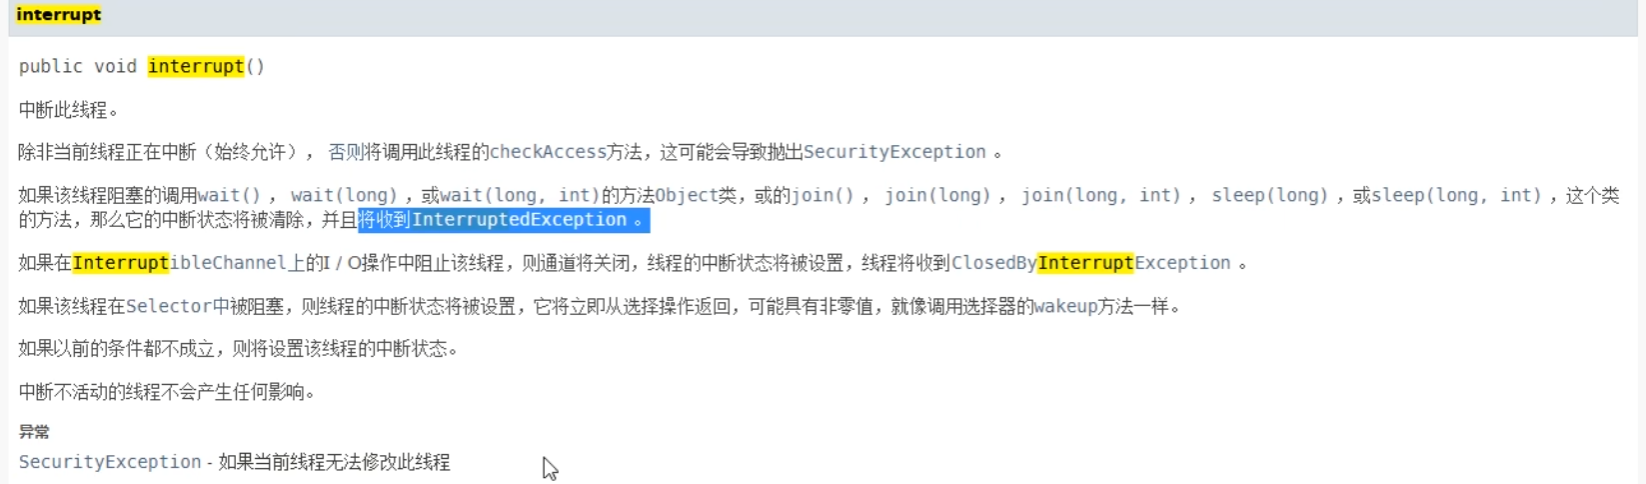 interrupt
public void interrupt()
中断此线程。
除非当前线程正在中断（始终允许）， 否则将调用此线程的checkAccess方法，这可能会导致抛出SecurityException 。
如果该线程阻塞的调用wait() ， wait(long) ，或wait(long, int)的方法Object类，或的join() ， join(long) ， join(long, int) ， sleep(long) ，或sleep(long, int) ，这个类
的方法，那么它的中断状态将被清除，并且将收到InterruptedException 。
如果在InterruptibleChannel上的I / O操作中阻止该线程，则通道将关闭，线程的中断状态将被设置，线程将收到ClosedByInterruptException 。
如果该线程在Selector中被阻塞，则线程的中断状态将被设置，它将立即从选择操作返回，可能具有非零值，就像调用选择器的wakeup方法一样。
如果以前的条件都不成立，则将设置该线程的中断状态。
中断不活动的线程不会产生任何影响。
异常
SecurityException - 如果当前线程无法修改此线程